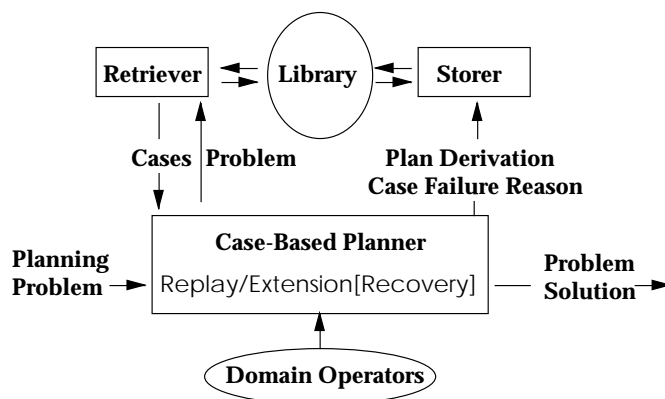 Retriever
Library
Storer
Cases
Problem
Plan Derivation
Case Failure Reason
Case-Based Planner
Replay/Extension[Recovery]
Planning
Problem
Problem
Solution
Domain Operators